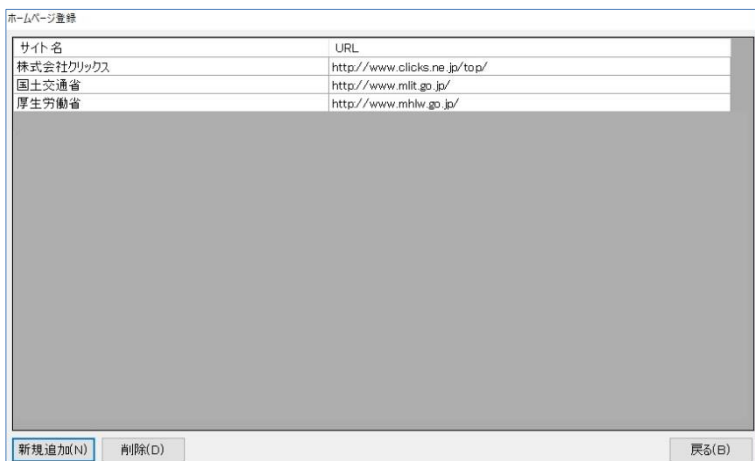 ホームページ登録
サイト名 URL
株式会社クリックス http://www.clicks.ne.jp/top/
国土交通省 http://www.mlit.go.jp/
厚生労働省 http://www.mhlw.go.jp/
新規追加(N) 削除(D) 戻る(B)